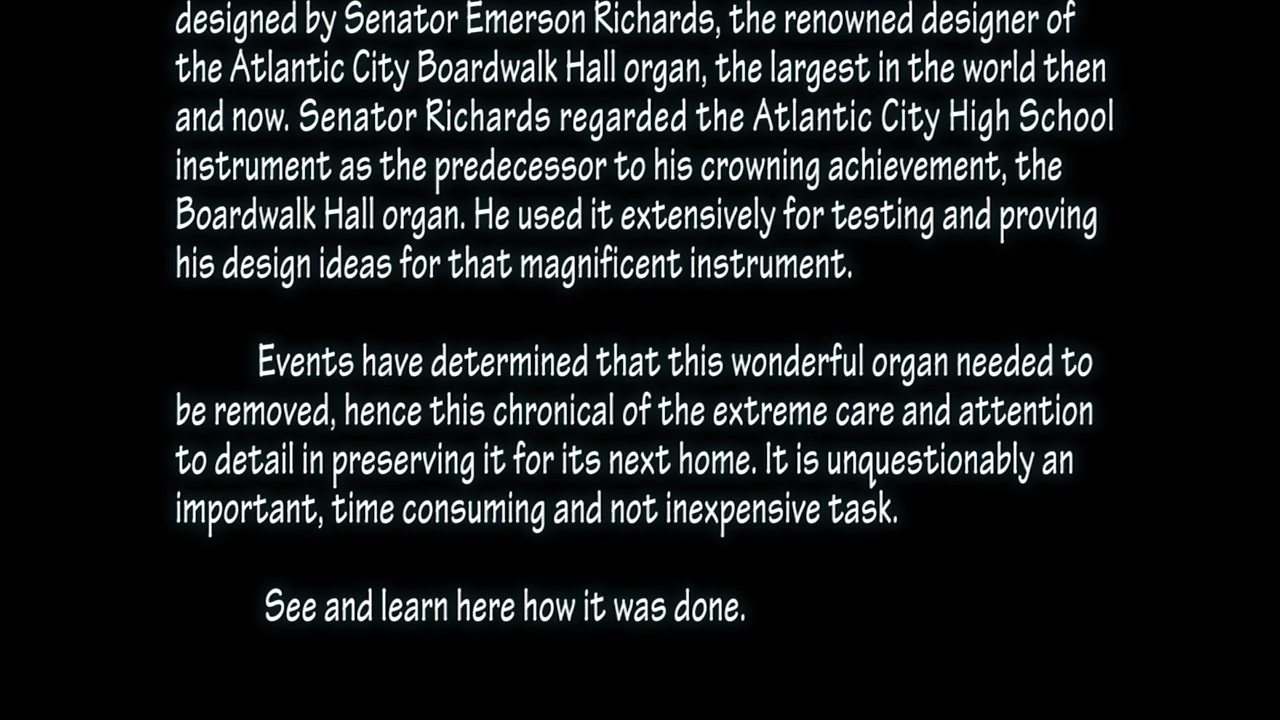 designed by Senator Emerson Richards, the renowned designer of
the Atlantic City Boardwalk Hall organ, the largest in the world then
and now. Senator Richards regarded the Atlantic City High School
instrument as the predecessor to his crowning achievement, the
Boardwalk Hall organ. He used it extensively for testing and proving
his design ideas for that magnificent instrument.
Events have determined that this wonderful organ needed to
be removed, hence this chronical of the extreme care and attention
to detail in preserving it for its next home. It is unquestionably an
important, time consuming and not inexpensive task.
See and learn here how it was done.